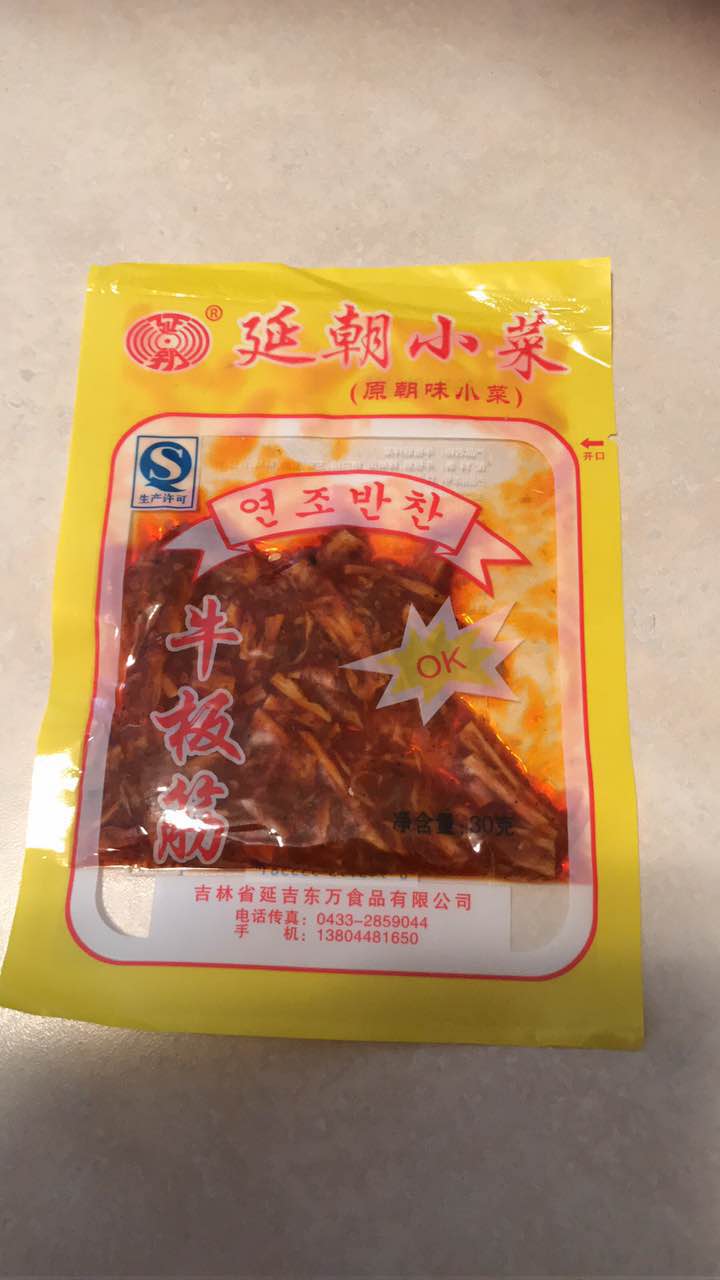 延邦
®
延朝小菜
(原朝味小菜)
开口
S
生产许可
연조반찬
牛板筋
OK
净含量:30克
吉林省延吉东万食品有限公司
电话传真：0433-2859044
手 机：13804481650